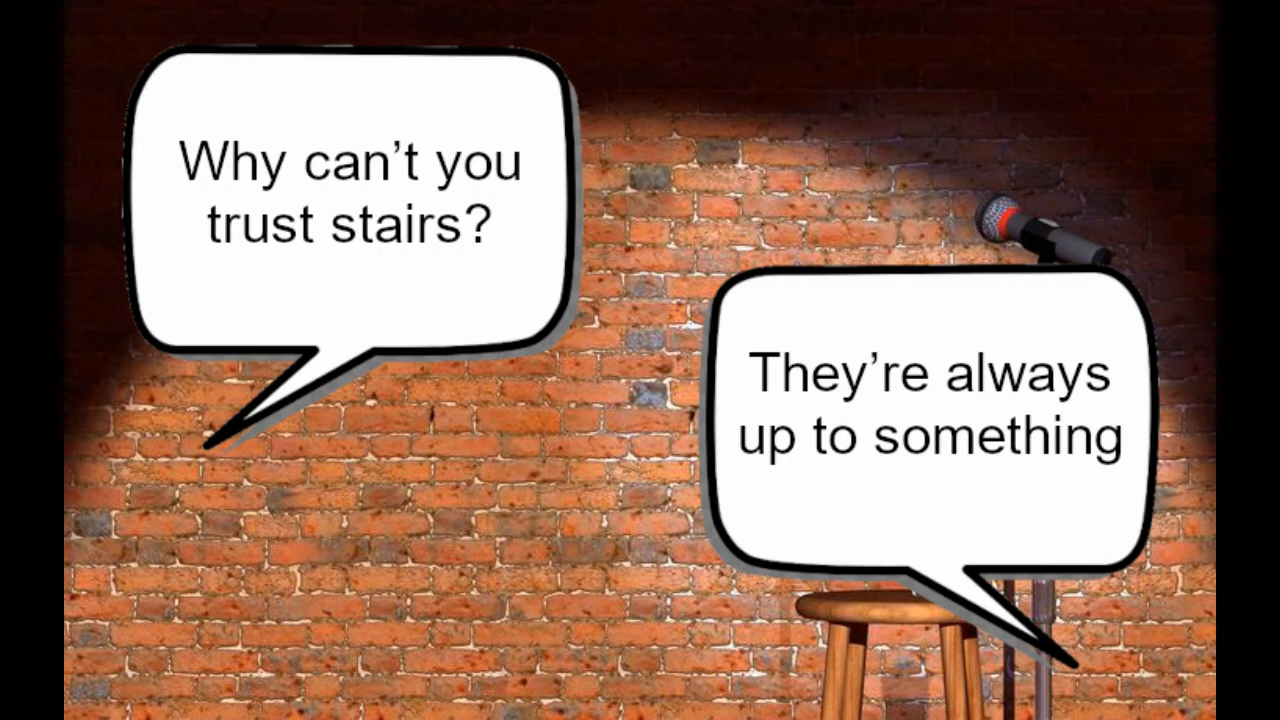 Why can’t you
trust stairs?
They’re always
up to something